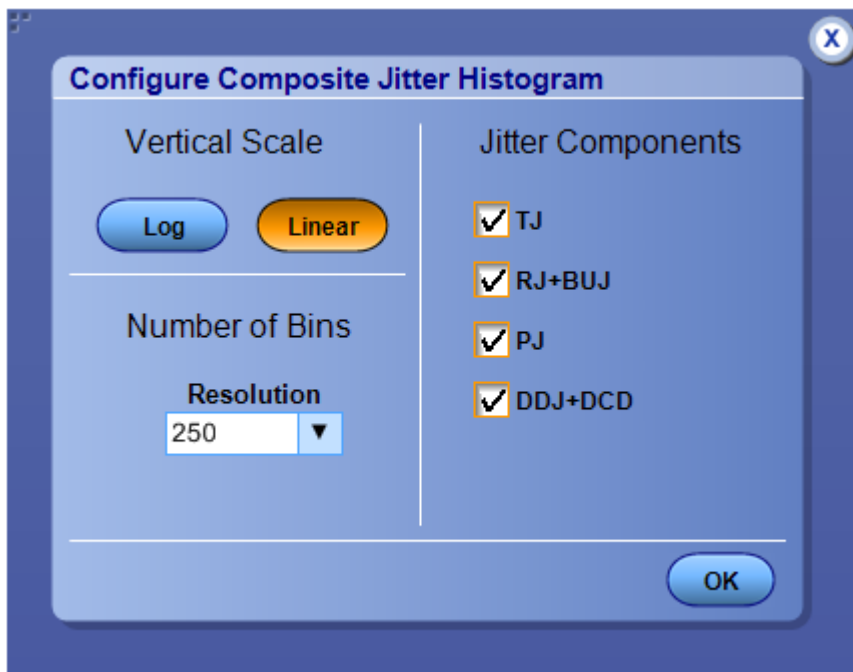 X
Configure Composite Jitter Histogram
Vertical Scale
Log
Linear
Number of Bins
Resolution
250
Jitter Components
TJ
RJ+BUJ
PJ
DDJ+DCD
OK